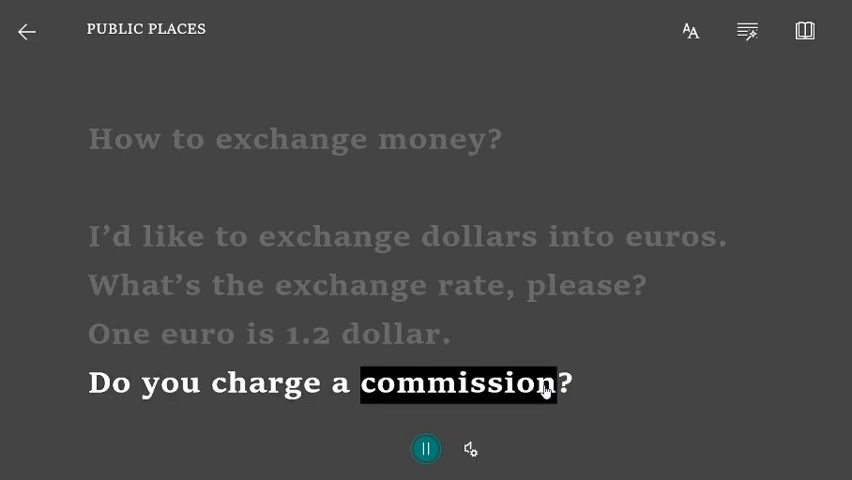 PUBLIC PLACES
How to exchange money?
I'd like to exchange dollars into euros.
What's the exchange rate, please?
One euro is 1.2 dollar.
Do you charge a commission?